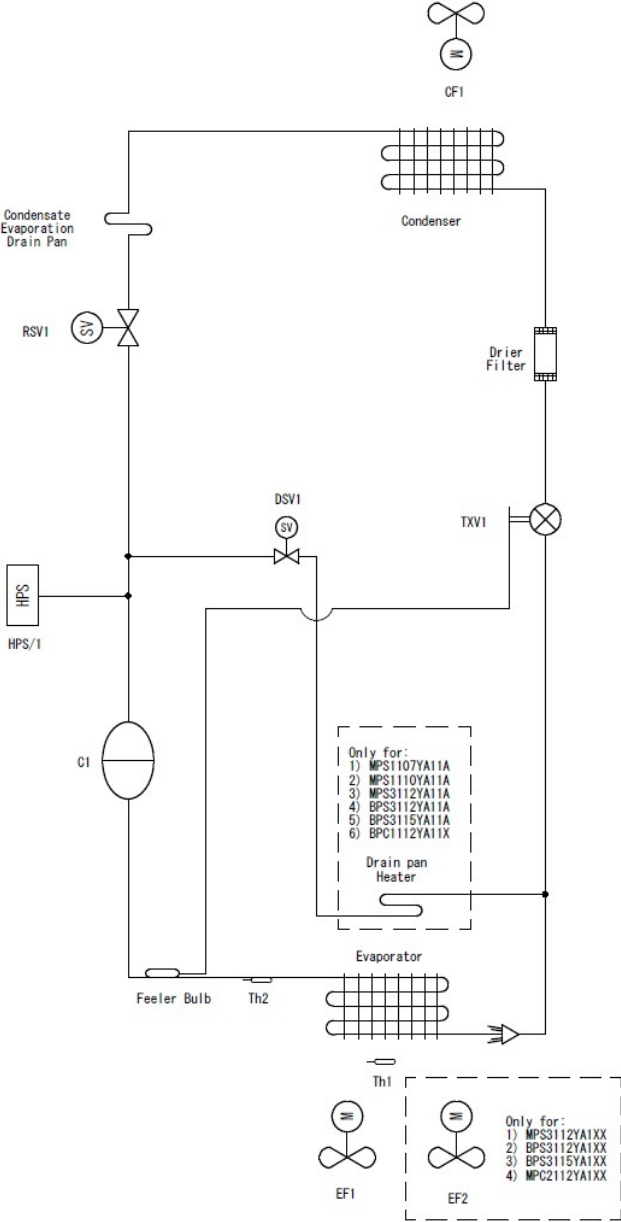 M
CF1
Condenser
Condensate
Evaporation
Drain Pan
RSV1
SV
Drier
Filter
DSV1
SV
TXV1
HPS
HPS/1
C1
Only for:
1) MPS1107YA11A
2) MPS1110YA11A
3) MPS3112YA11A
4) BPS3112YA11A
5) BPS3115YA11A
6) BPC1112YA11X
Drain pan
Heater
Evaporator
Feeler Bulb
Th2
Th1
M
EF1
M
EF2
Only for:
1) MPS3112YA1XX
2) BPS3112YA1XX
3) BPS3115YA1XX
4) MPC2112YA1XX